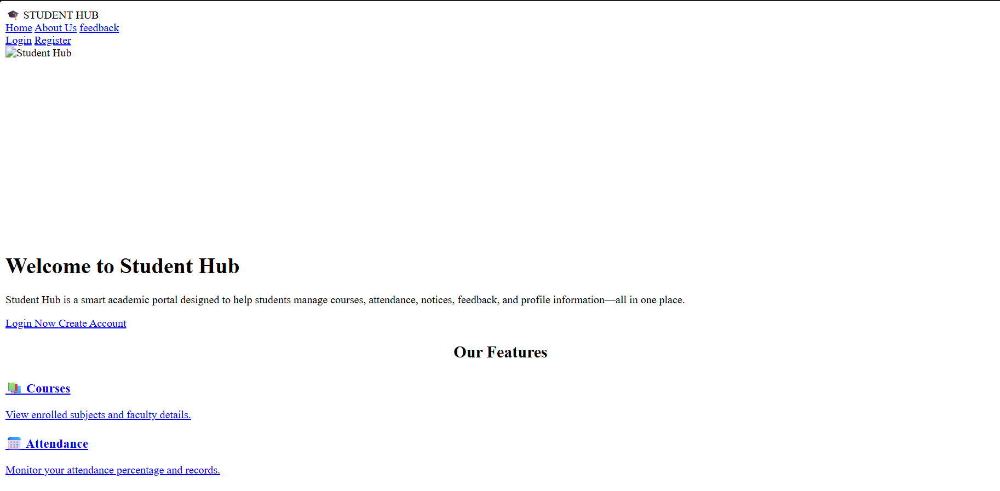 STUDENT HUB
Home About Us feedback
Login Register
Student Hub
Welcome to Student Hub
Student Hub is a smart academic portal designed to help students manage courses, attendance, notices, feedback, and profile information—all in one place.
Login Now Create Account
Our Features
Courses
View enrolled subjects and faculty details.
Attendance
Monitor your attendance percentage and records.